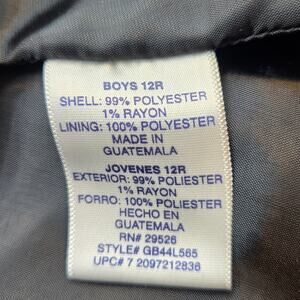 BOYS 12R
SHELL: 99% POLYESTER
1% RAYON
LINING: 100% POLYESTER
MADE IN
GUATEMALA
JOVENES 12R
EXTERIOR: 99% POLIESTER
1% RAYON
FORRO: 100% POLIESTER
HECHO EN
GUATEMALA
RN# 29526
STYLE# GB44L565
UPC# 7 2097212836